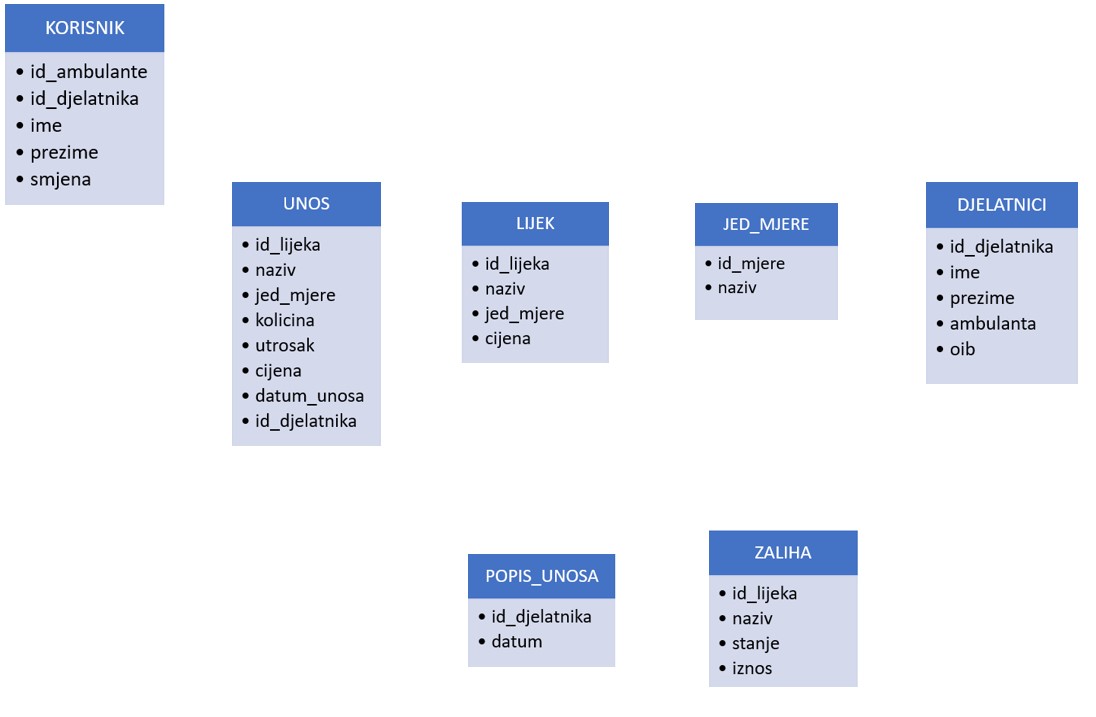 KORISNIK
• id_ambulante
• id_djelatnika
• ime
• prezime
• smjena
UNOS
• id_lijeka
• naziv
• jed_mjere
• kolicina
• utrosak
• cijena
• datum_unosa
• id_djelatnika
LIJEK
• id_lijeka
• naziv
• jed_mjere
• cijena
JED_MJERE
• id_mjere
• naziv
DJELATNICI
• id_djelatnika
• ime
• prezime
• ambulanta
• oib
POPIS_UNOSA
• id_djelatnika
• datum
ZALIHA
• id_lijeka
• naziv
• stanje
• iznos